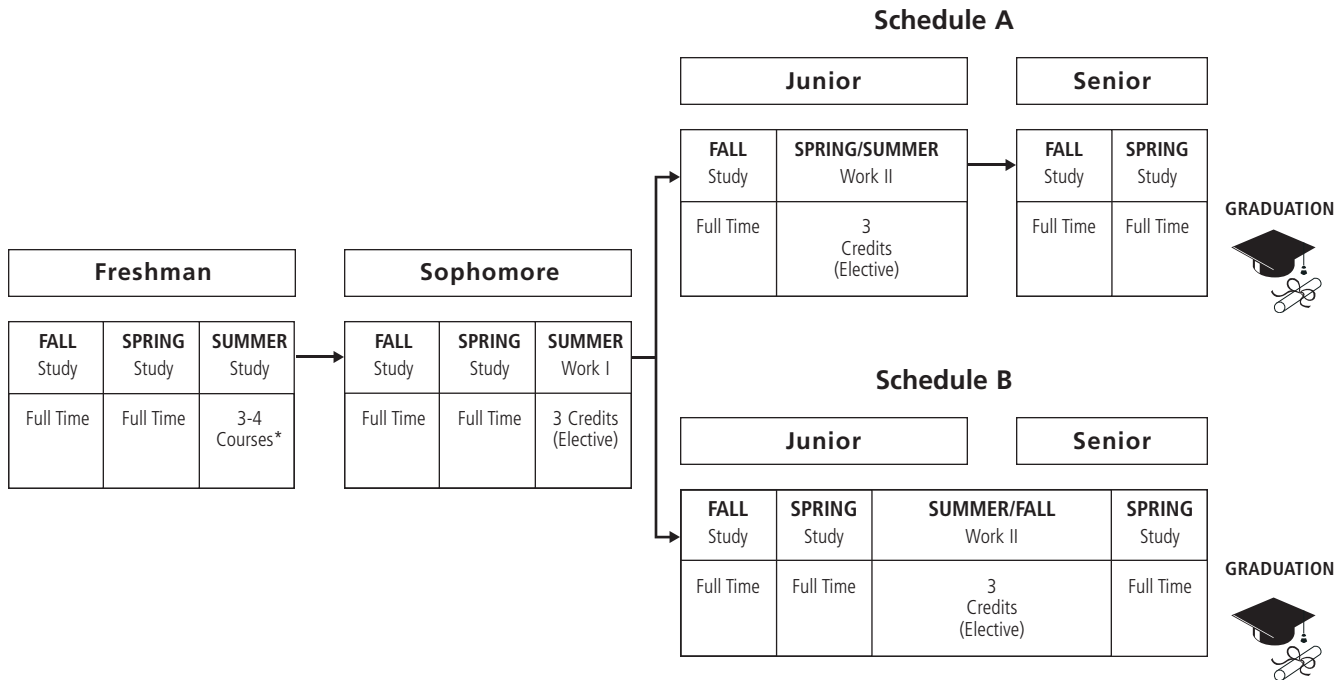 Schedule A
Junior
Senior
FALL
Study
SPRING/SUMMER
Work II
FALL
Study
SPRING
Study
Full Time
3
Credits
(Elective)
Full Time
Full Time
GRADUATION
Freshman
Sophomore
FALL
Study
SPRING
Study
SUMMER
Study
FALL
Study
SPRING
Study
SUMMER
Work I
Full Time
Full Time
3-4
Courses*
Full Time
Full Time
3 Credits
(Elective)
Schedule B
Junior
Senior
FALL
Study
SPRING
Study
SUMMER/FALL
Work II
SPRING
Study
Full Time
Full Time
3
Credits
(Elective)
Full Time
GRADUATION